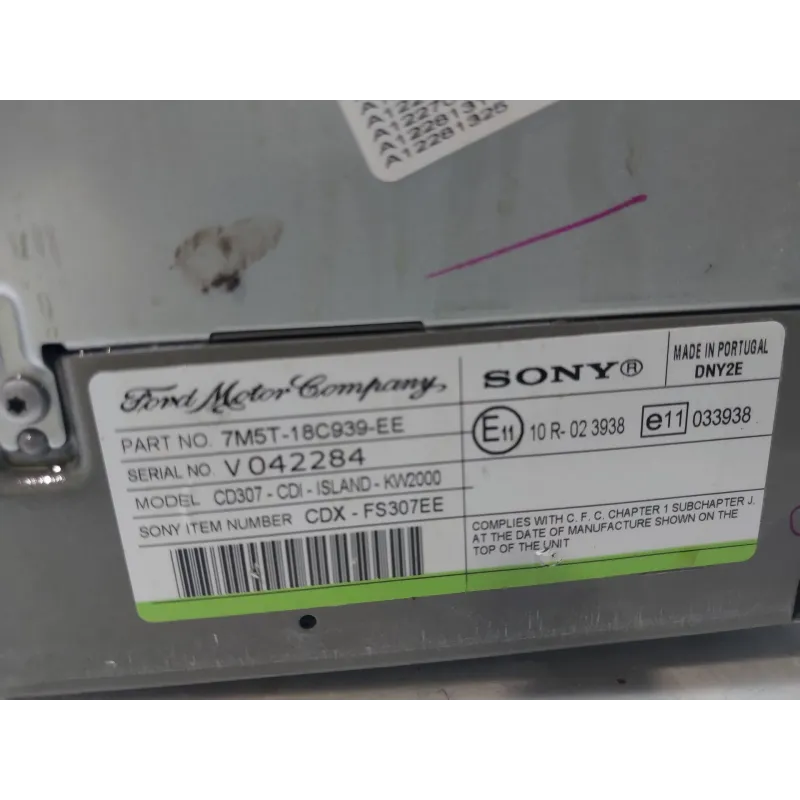 A12281325
Ford Motor Company
PART NO. 7M5T-18C939-EE
SERIAL NO. V 042284
MODEL CD307 - CDI - ISLAND - KW2000
SONY ITEM NUMBER CDX - FS307EE
SONY ®
MADE IN PORTUGAL
DNY2E
E11 10 R- 02 3938 e11 033938
COMPLIES WITH C. F. C. CHAPTER 1 SUBCHAPTER J.
AT THE DATE OF MANUFACTURE SHOWN ON THE
TOP OF THE UNIT